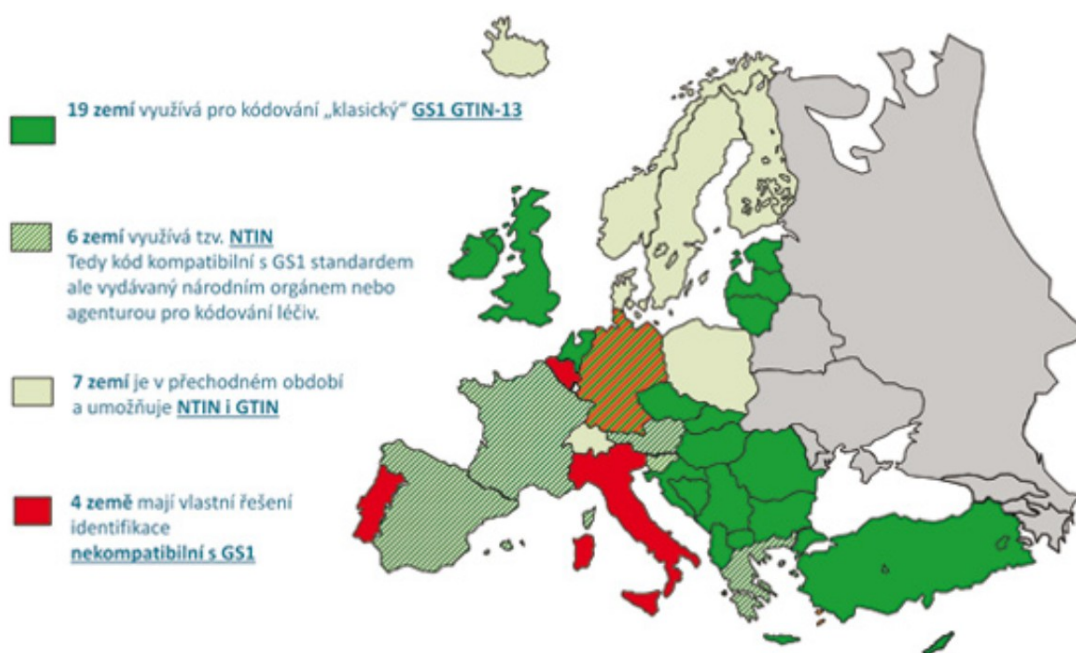 19 zemí využívá pro kódování „klasický“ GS1 GTIN-13
6 zemí využívá tzv. NTIN
Tedy kód kompatibilní s GS1 standardem
ale vydávaný národním orgánem nebo
agenturou pro kódování léčiv.
7 zemí je v přechodném období
a umožňuje NTIN i GTIN
4 země mají vlastní řešení
identifikace
nekompatibilní s GS1